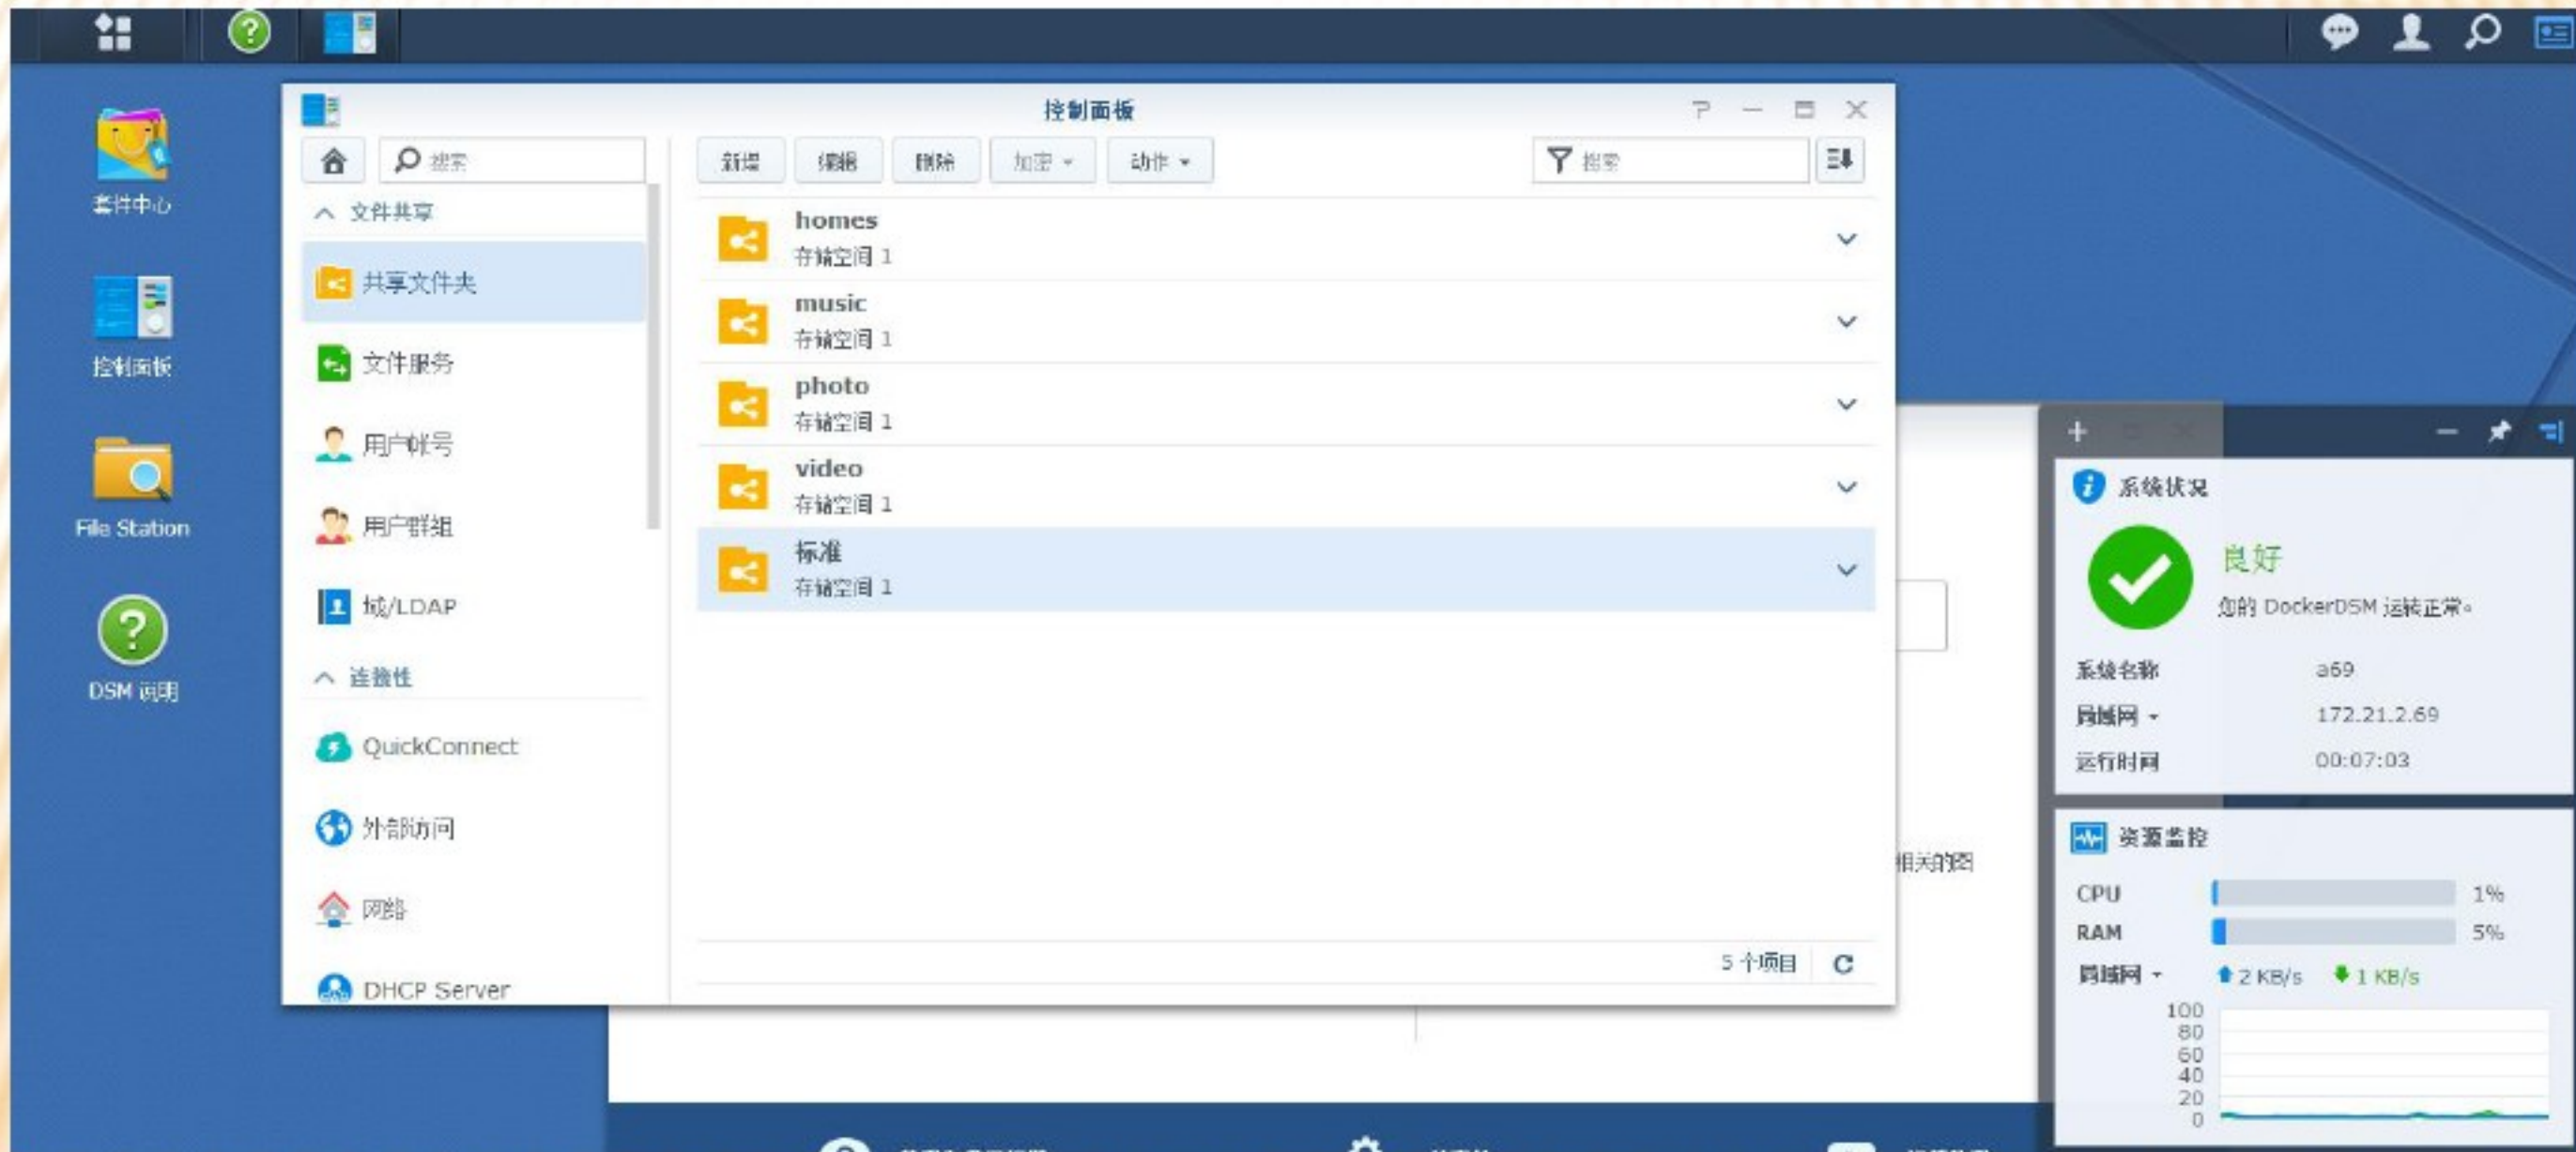 套件中心
控制面板
File Station
DSM 说明
控制面板
搜索
文件共享
共享文件夹
文件服务
用户帐号
用户群组
域/LDAP
连接性
QuickConnect
外部访问
网络
DHCP Server
新增 编辑 删除 加密 动作 搜索
homes
存储空间 1
music
存储空间 1
photo
存储空间 1
video
存储空间 1
标准
存储空间 1
5 个项目
相关的图
系统状况
良好
您的 DockerDSM 运转正常。
系统名称 a69
局域网 172.21.2.69
运行时间 00:07:03
资源监控
CPU 1%
RAM 5%
局域网 2 KB/s 1 KB/s
100
80
60
40
20
0